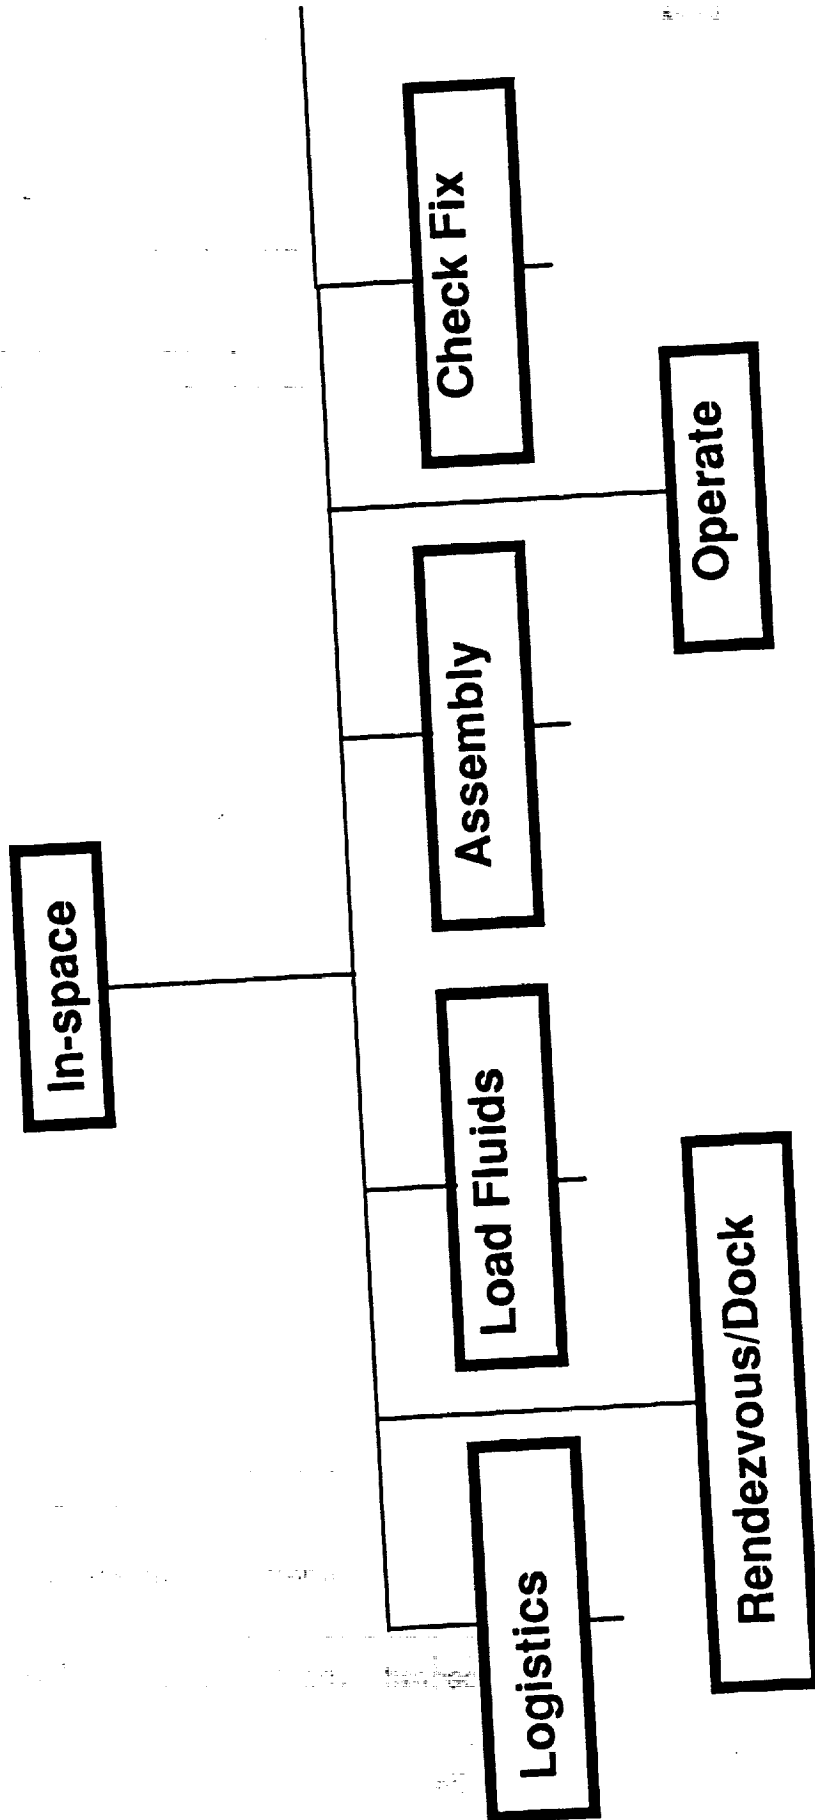 In-space
Logistics
Load Fluids
Assembly
Check Fix
Rendezvous/Dock
Operate